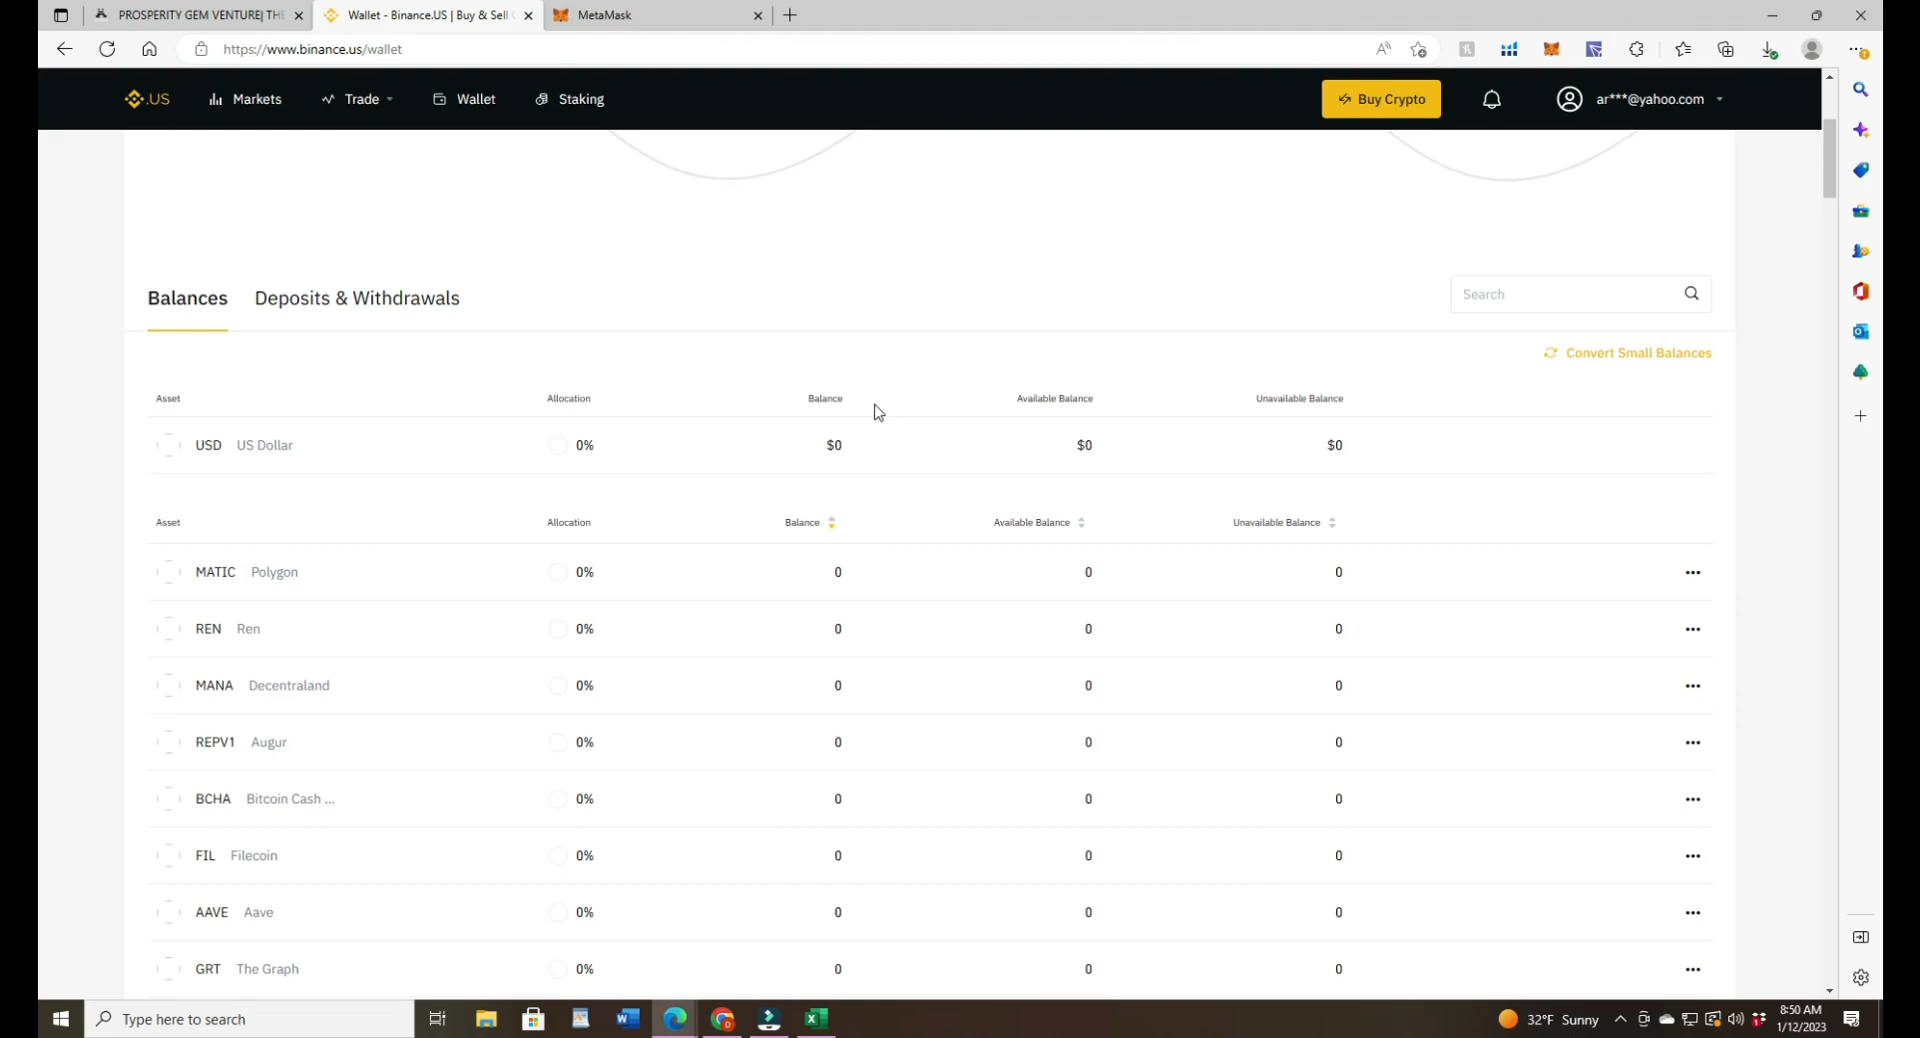 PROSPERITY GEM VENTURE| THE
Wallet - Binance.US | Buy & Sell
MetaMask
https://www.binance.us/wallet
.US
Markets
Trade
Wallet
Staking
Buy Crypto
ar***@yahoo.com
Balances
Deposits & Withdrawals
Search
Convert Small Balances
Asset Allocation Balance Available Balance Unavailable Balance
USD US Dollar 0% $0 $0 $0
Asset Allocation Balance Available Balance Unavailable Balance
MATIC Polygon 0% 0 0 0
REN Ren 0% 0 0 0
MANA Decentraland 0% 0 0 0
REPV1 Augur 0% 0 0 0
BCHA Bitcoin Cash ... 0% 0 0 0
FIL Filecoin 0% 0 0 0
AAVE Aave 0% 0 0 0
GRT The Graph 0% 0 0 0
Type here to search
32°F Sunny
8:50 AM
1/12/2023